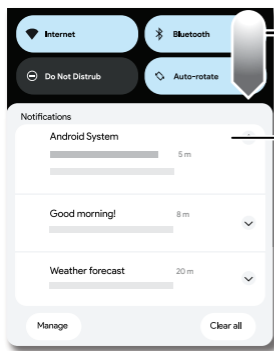 Internet
Bluetooth
Do Not Distrub
Auto-rotate
Notifications
Android System
5 m
Good morning!
8 m
Weather forecast
20 m
Manage
Clear all